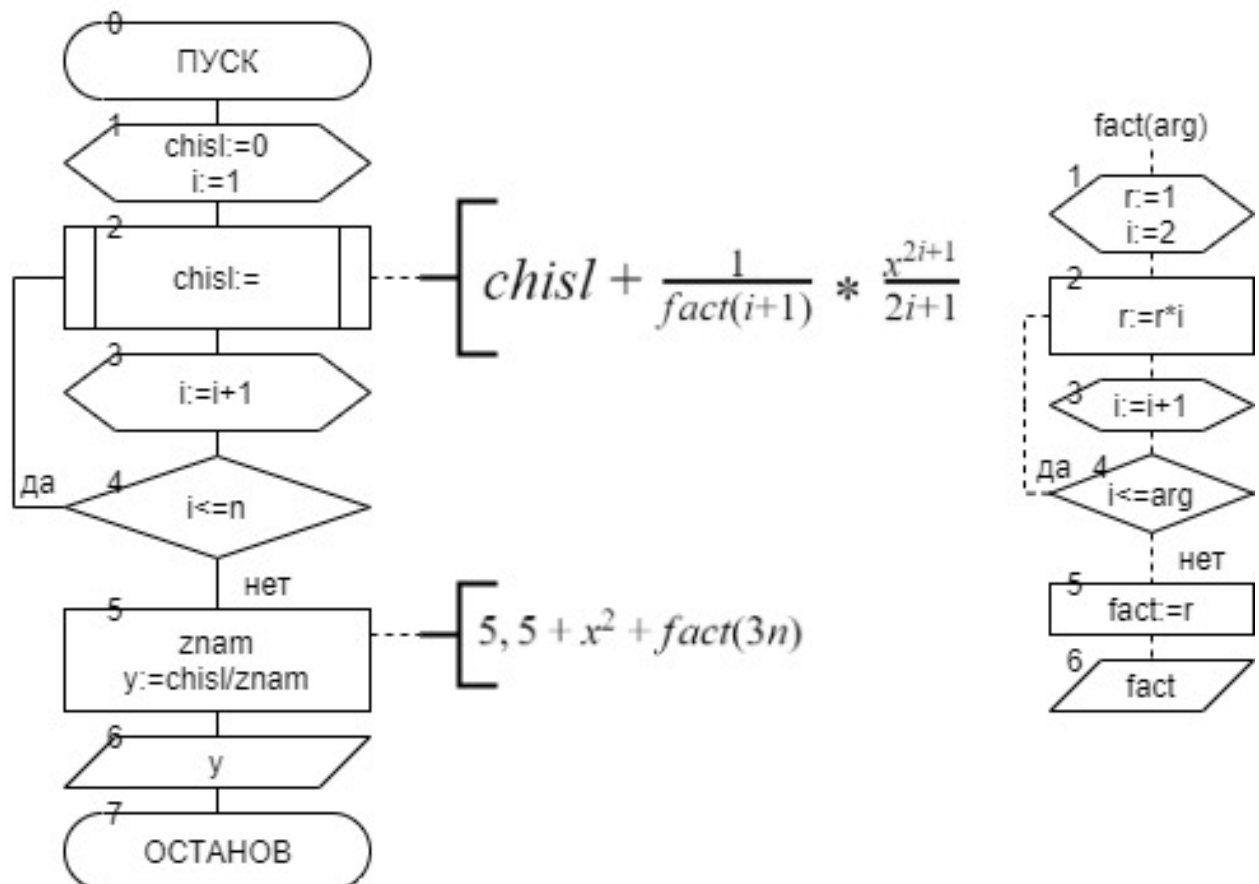 0
ПУСК
1
chisl:=0
i:=1
2
chisl:=
chisl + \frac{1}{fact(i+1)} * \frac{x^{2i+1}}{2i+1}
3
i:=i+1
4
да
i<=n
нет
5
znam
y:=chisl/znam
5, 5 + x^2 + fact(3n)
6
y
7
ОСТАНОВ
fact(arg)
1
r:=1
i:=2
2
r:=r*i
3
i:=i+1
да
4
i<=arg
нет
5
fact:=r
6
fact